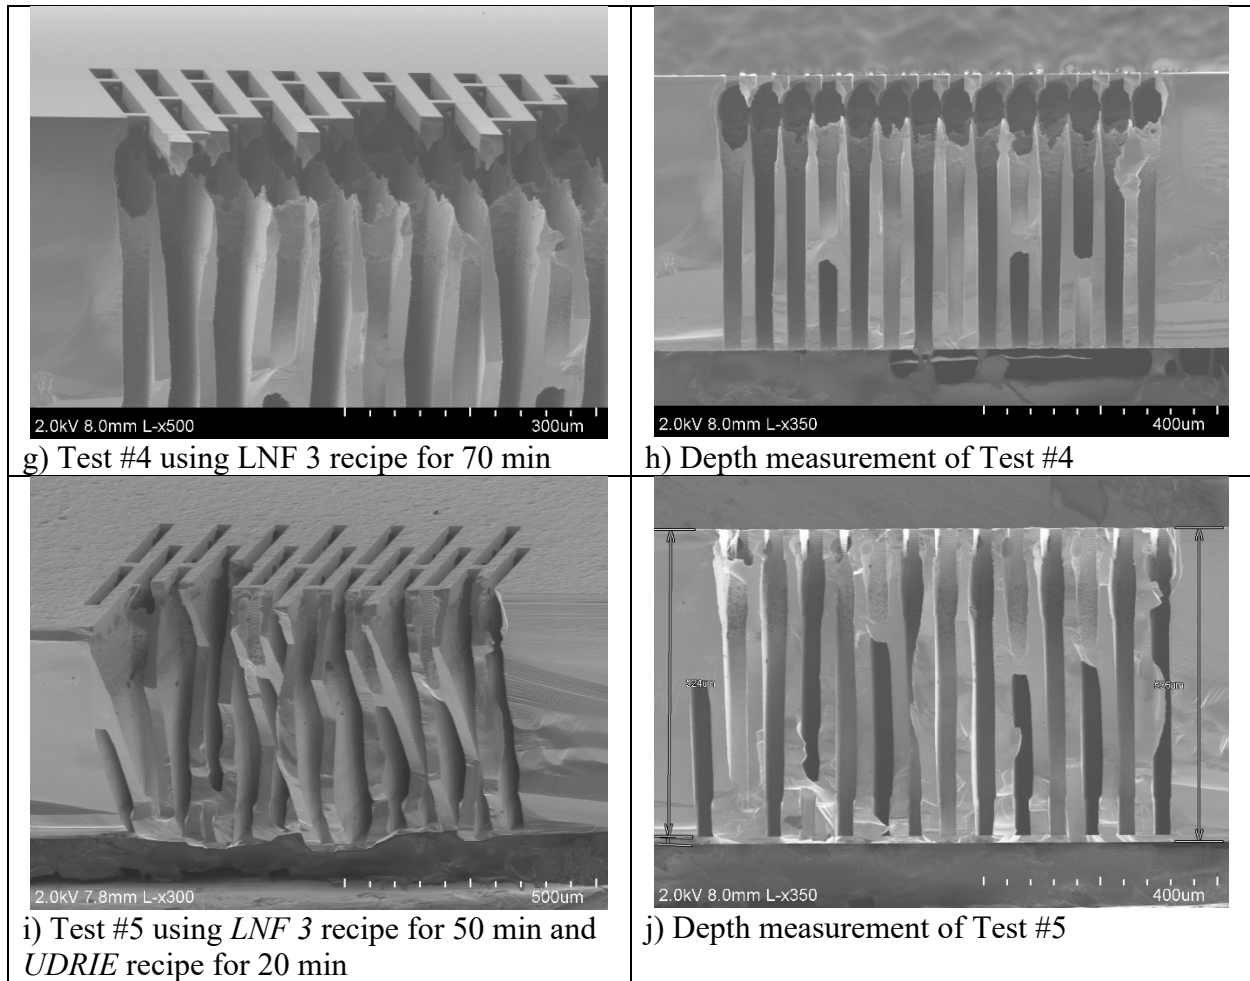 2.0kV 8.0mm L-x500 300um
g) Test #4 using LNF 3 recipe for 70 min
2.0kV 8.0mm L-x350 400um
h) Depth measurement of Test #4
2.0kV 7.8mm L-x300 500um
i) Test #5 using LNF 3 recipe for 50 min and
UDRIE recipe for 20 min
524um
2.0kV 8.0mm L-x350 400um
j) Depth measurement of Test #5